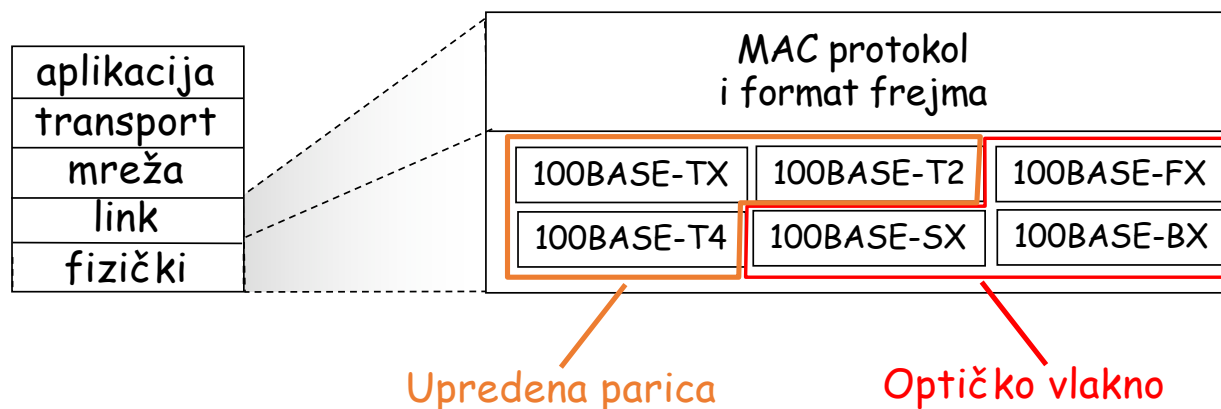 aplikacija
transport
mreža
link
fizički
MAC protokol
i format frejma
100BASE-TX
100BASE-T2
100BASE-FX
100BASE-T4
100BASE-SX
100BASE-BX
Upredena parica
Optičko vlakno